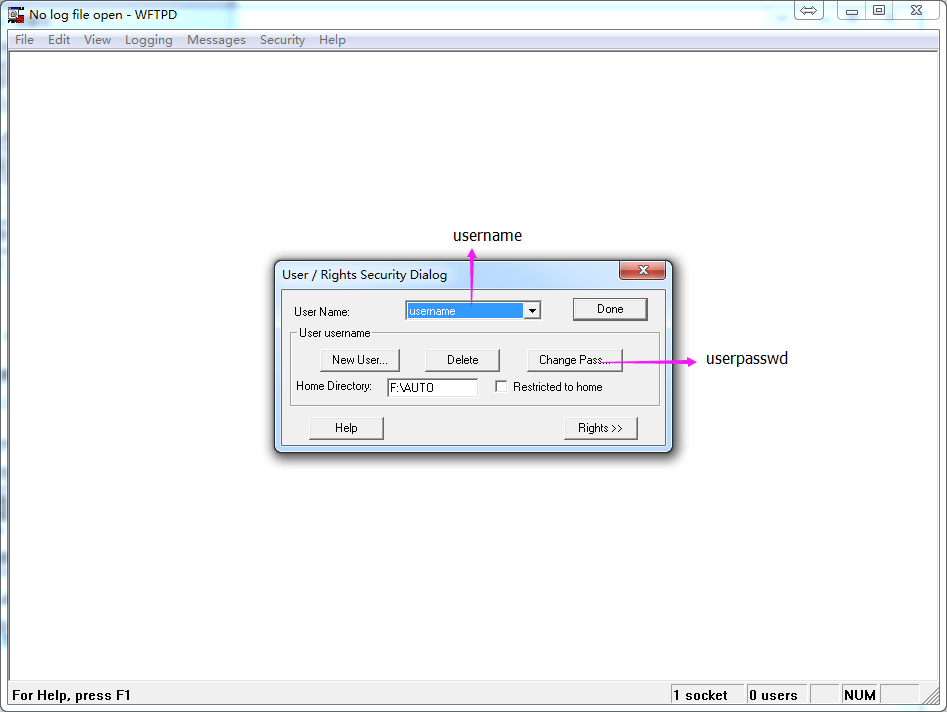 No log file open - WFTPD
File Edit View Logging Messages Security Help
username
User / Rights Security Dialog
User Name: username Done
User username
New User... Delete Change Pass... userpasswd
Home Directory: F:\AUTO Restricted to home
Help Rights >>
For Help, press F1 1 socket 0 users NUM